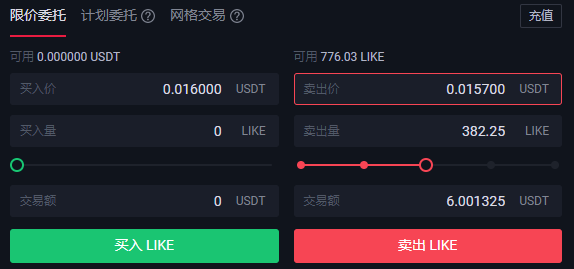 限价委托 计划委托 ? 网格交易 ? 充值
可用 0.000000 USDT
买入价 0.016000 USDT
买入量 0 LIKE
交易额 0 USDT
买入 LIKE
可用 776.03 LIKE
卖出价 0.015700 USDT
卖出量 382.25 LIKE
交易额 6.001325 USDT
卖出 LIKE